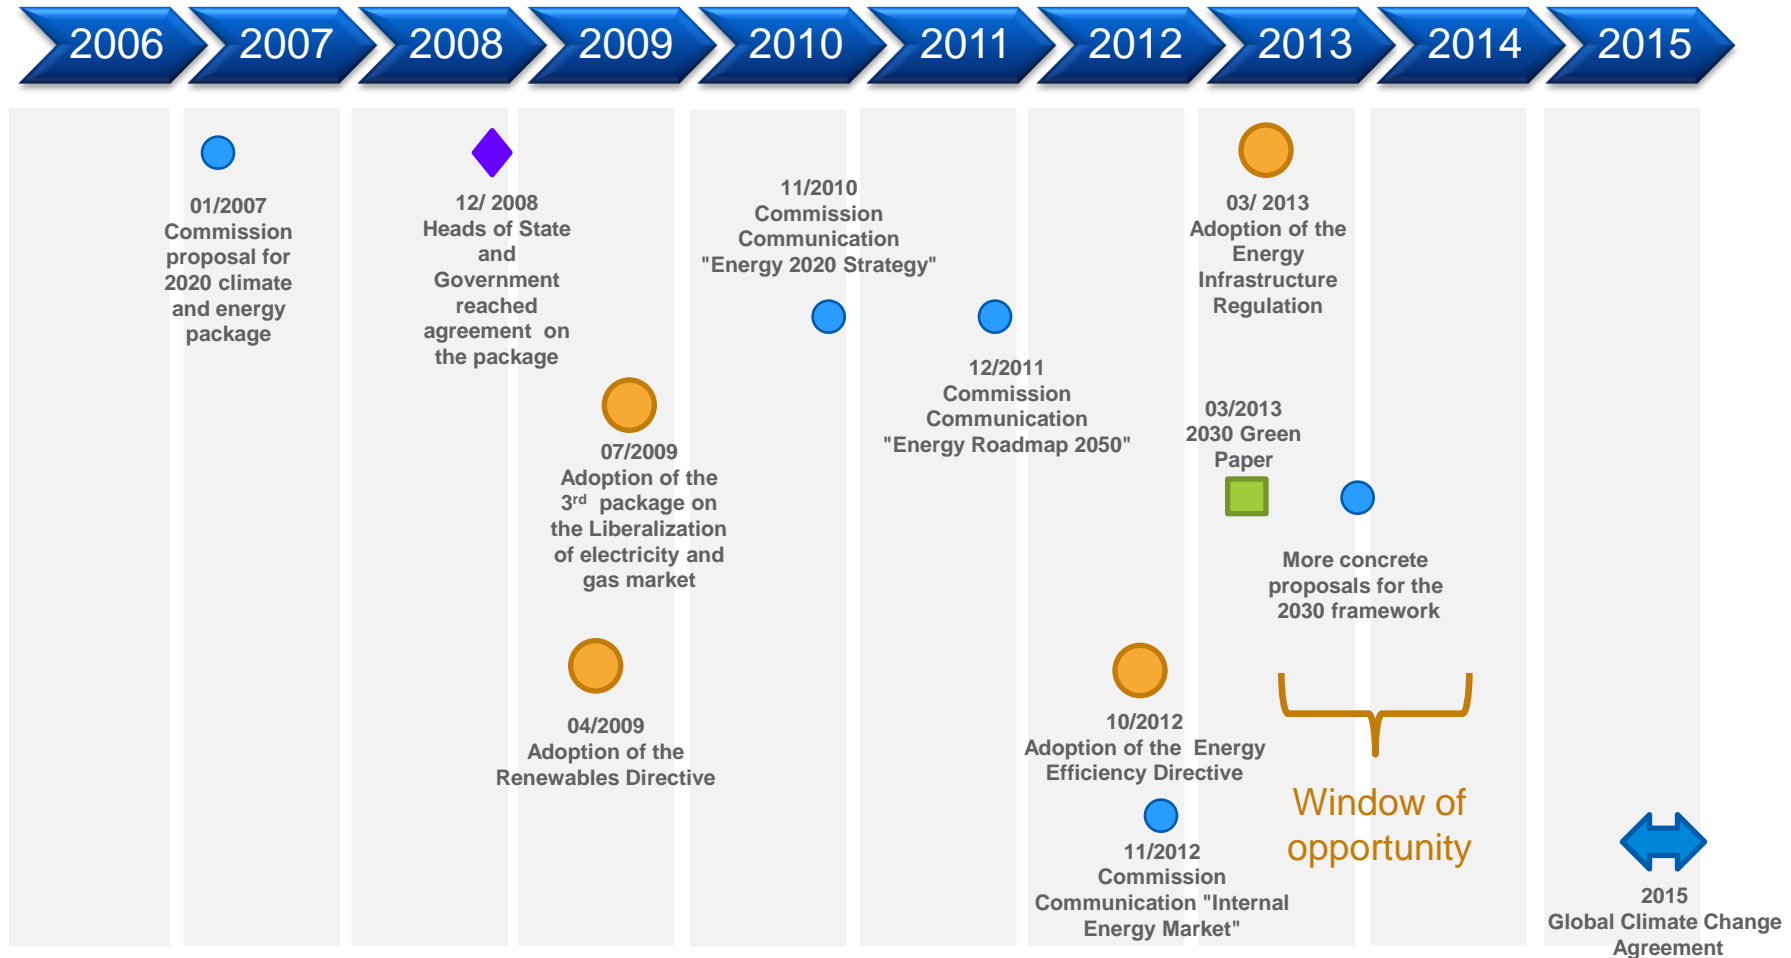 2006
2007
2008
2009
2010
2011
2012
2013
2014
2015
01/2007
Commission
proposal for
2020 climate
and energy
package
12/ 2008
Heads of State
and
Government
reached
agreement on
the package
07/2009
Adoption of the
3rd package on
the Liberalization
of electricity and
gas market
04/2009
Adoption of the
Renewables Directive
11/2010
Commission
Communication
"Energy 2020 Strategy"
12/2011
Commission
Communication
"Energy Roadmap 2050"
10/2012
Adoption of the Energy
Efficiency Directive
11/2012
Commission
Communication "Internal
Energy Market"
03/ 2013
Adoption of the
Energy
Infrastructure
Regulation
03/2013
2030 Green
Paper
More concrete
proposals for the
2030 framework
Window of
opportunity
2015
Global Climate Change
Agreement